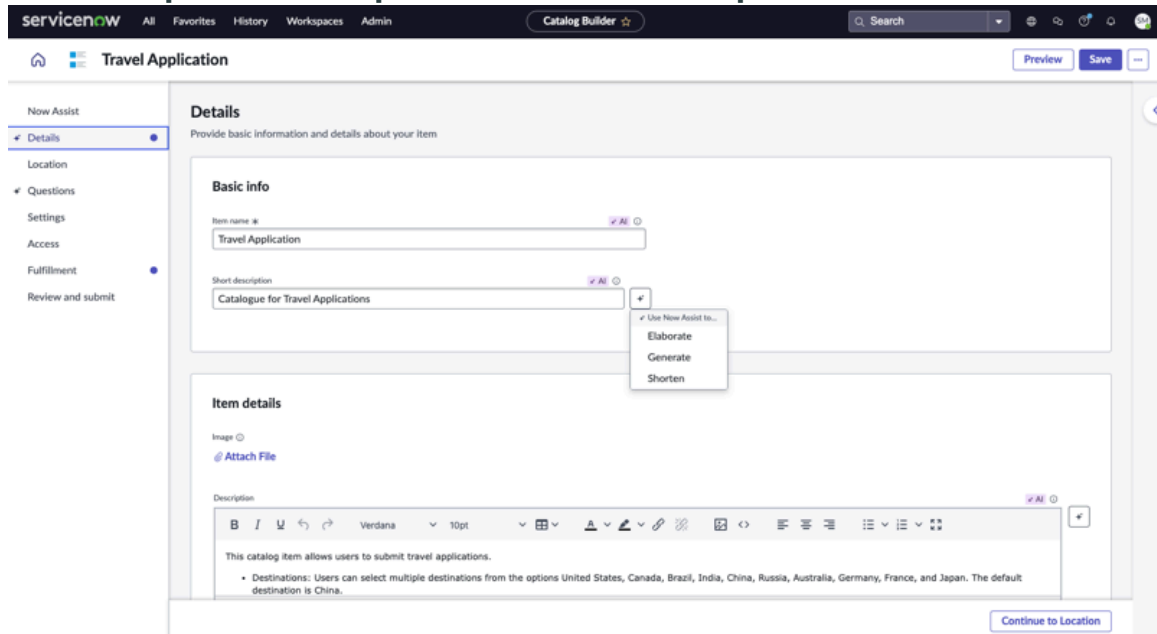 servicenow All Favorites History Workspaces Admin Catalog Builder Search SM
Travel Application Preview Save
Now Assist
Details
Location
Questions
Settings
Access
Fulfillment
Review and submit
Details
Provide basic information and details about your item
Basic info
Item name * AI
Travel Application
Short description AI
Catalogue for Travel Applications
Use Now Assist to...
Elaborate
Generate
Shorten
Item details
Image
Attach File
Description AI
B I U Verdana 10pt A
This catalog item allows users to submit travel applications.
• Destinations: Users can select multiple destinations from the options United States, Canada, Brazil, India, China, Russia, Australia, Germany, France, and Japan. The default
destination is China.
Continue to Location